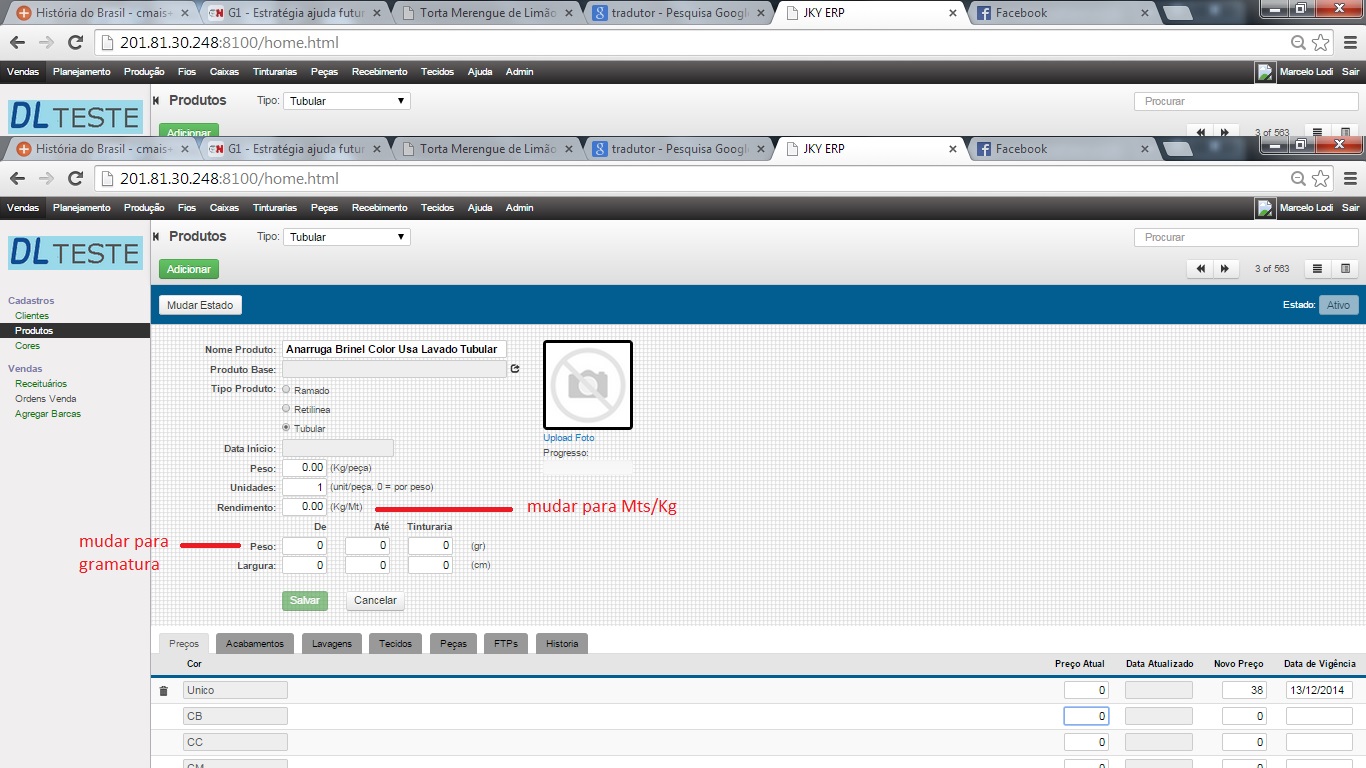 História do Brasil - cmais+
G1 - Estratégia ajuda futur
Torta Merengue de Limão
tradutor - Pesquisa Google
JKY ERP
Facebook
201.81.30.248:8100/home.html
Vendas Planejamento Produção Fios Caixas Tinturarias Peças Recebimento Tecidos Ajuda Admin Marcelo Lodi Sair
DL TESTE
Produtos Tipo: Tubular Procurar
Adicionar 3 of 563
História do Brasil - cmais+
G1 - Estratégia ajuda futur
Torta Merengue de Limão
tradutor - Pesquisa Google
JKY ERP
Facebook
201.81.30.248:8100/home.html
Vendas Planejamento Produção Fios Caixas Tinturarias Peças Recebimento Tecidos Ajuda Admin Marcelo Lodi Sair
DL TESTE
Produtos Tipo: Tubular Procurar
Adicionar 3 of 563
Cadastros
Clientes
Produtos
Cores
Vendas
Receituários
Ordens Venda
Agregar Barcas
Mudar Estado Estado: Ativo
Nome Produto: Anarruga Brinel Color Usa Lavado Tubular
Produto Base:
Tipo Produto: Ramado
Retilinea
Tubular
Upload Foto
Progresso:
Data Início:
Peso: 0.00 (Kg/peça)
Unidades: 1 (unit/peça, 0 = por peso)
Rendimento: 0.00 (Kg/Mt) mudar para Mts/Kg
De Até Tinturaria
mudar para
gramatura
Peso: 0 0 0 (gr)
Largura: 0 0 0 (cm)
Salvar Cancelar
Preços Acabamentos Lavagens Tecidos Peças FTPs Historia
Cor Preço Atual Data Atualizado Novo Preço Data de Vigência
Unico 0 38 13/12/2014
CB 0 0
CC 0 0
CM 0 0